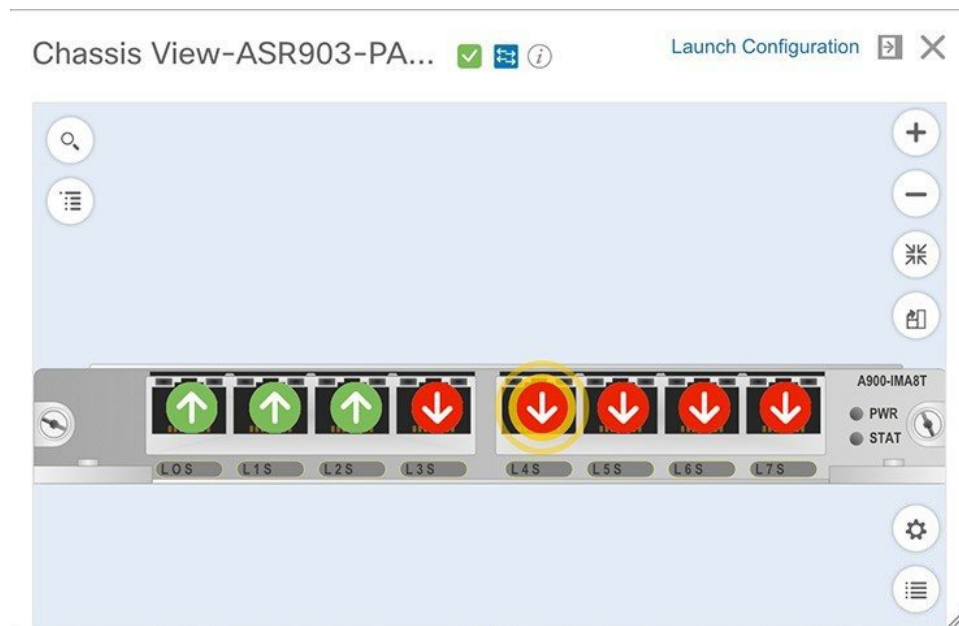 Chassis View-ASR903-PA...
Launch Configuration
A900-IMA8T
PWR
STAT
L0S L1S L2S L3S L4S L5S L6S L7S